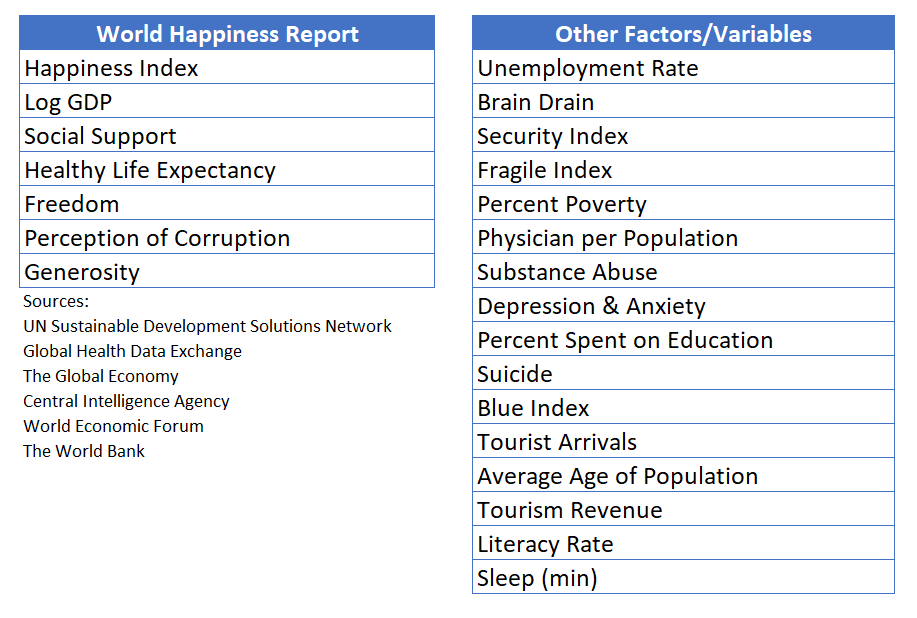 World Happiness Report
Happiness Index
Log GDP
Social Support
Healthy Life Expectancy
Freedom
Perception of Corruption
Generosity
Sources:
UN Sustainable Development Solutions Network
Global Health Data Exchange
The Global Economy
Central Intelligence Agency
World Economic Forum
The World Bank
Other Factors/Variables
Unemployment Rate
Brain Drain
Security Index
Fragile Index
Percent Poverty
Physician per Population
Substance Abuse
Depression & Anxiety
Percent Spent on Education
Suicide
Blue Index
Tourist Arrivals
Average Age of Population
Tourism Revenue
Literacy Rate
Sleep (min)